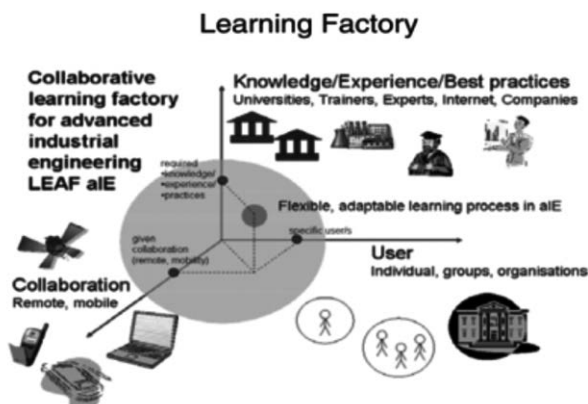 Learning Factory
Collaborative
learning factory
for advanced
industrial
engineering
LEAF aIE
Knowledge/Experience/Best practices
Universities, Trainers, Experts, Internet, Companies
required
•knowledge/
•experience/
•practices
Flexible, adaptable learning process in aIE
specific user/s
given
collaboration
(remote, mobility)
User
Individual, groups, organisations
Collaboration
Remote, mobile